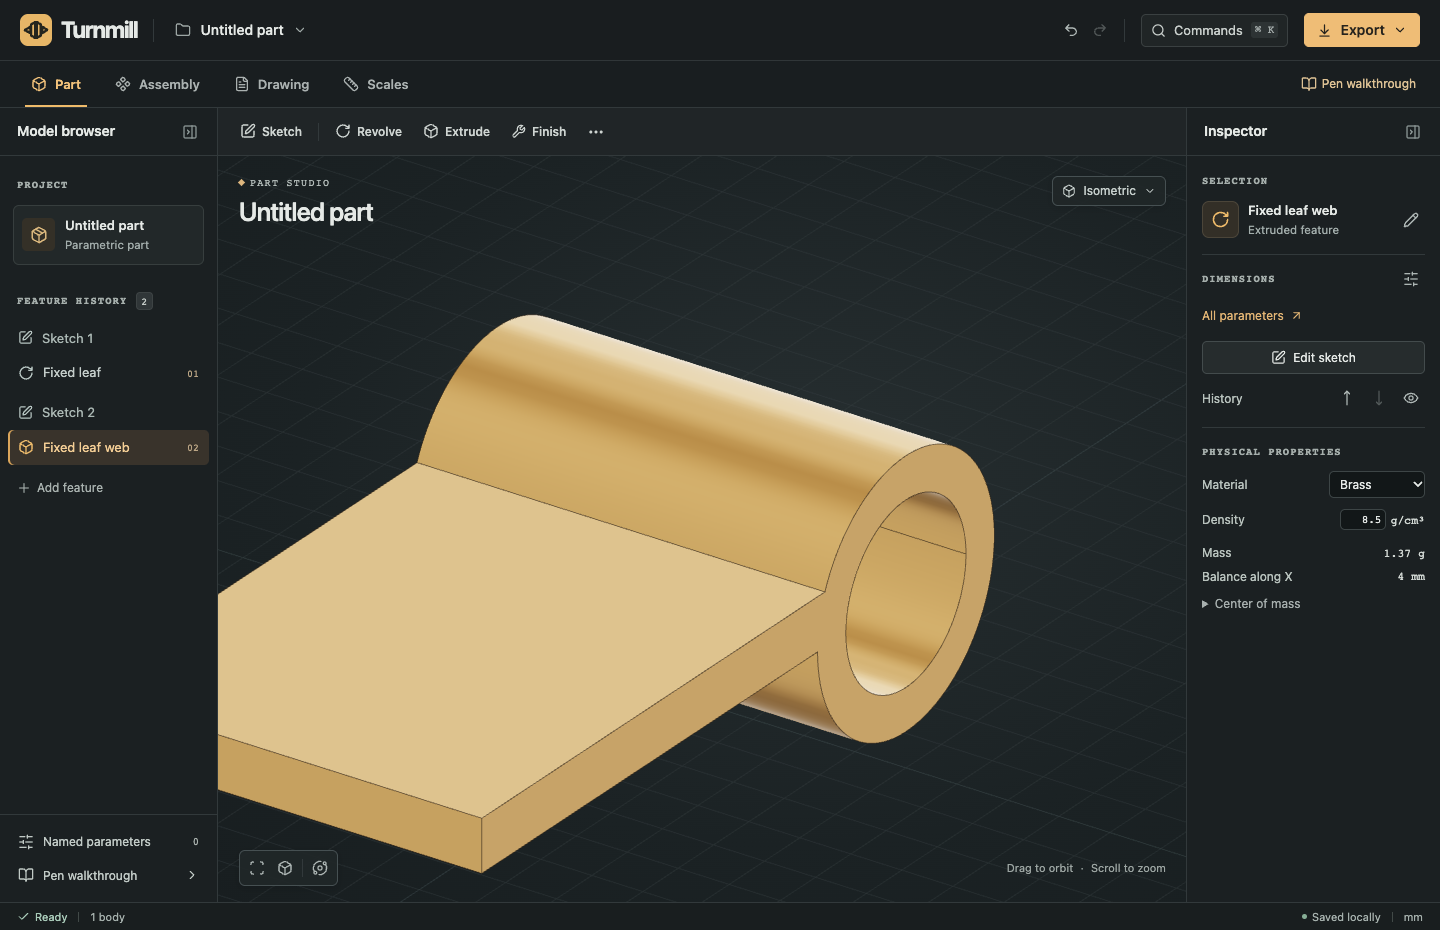 Turnmill
Untitled part
Commands ⌘ K
Export
Part
Assembly
Drawing
Scales
Pen walkthrough
Model browser
Sketch
Revolve
Extrude
Finish
Inspector
PROJECT
Untitled part
Parametric part
FEATURE HISTORY 2
Sketch 1
Fixed leaf 01
Sketch 2
Fixed leaf web 02
Add feature
Named parameters 0
Pen walkthrough
PART STUDIO
Untitled part
Isometric
Drag to orbit · Scroll to zoom
SELECTION
Fixed leaf web
Extruded feature
DIMENSIONS
All parameters
Edit sketch
History
PHYSICAL PROPERTIES
Material Brass
Density 8.5 g/cm³
Mass 1.37 g
Balance along X 4 mm
Center of mass
Ready
1 body
Saved locally
mm